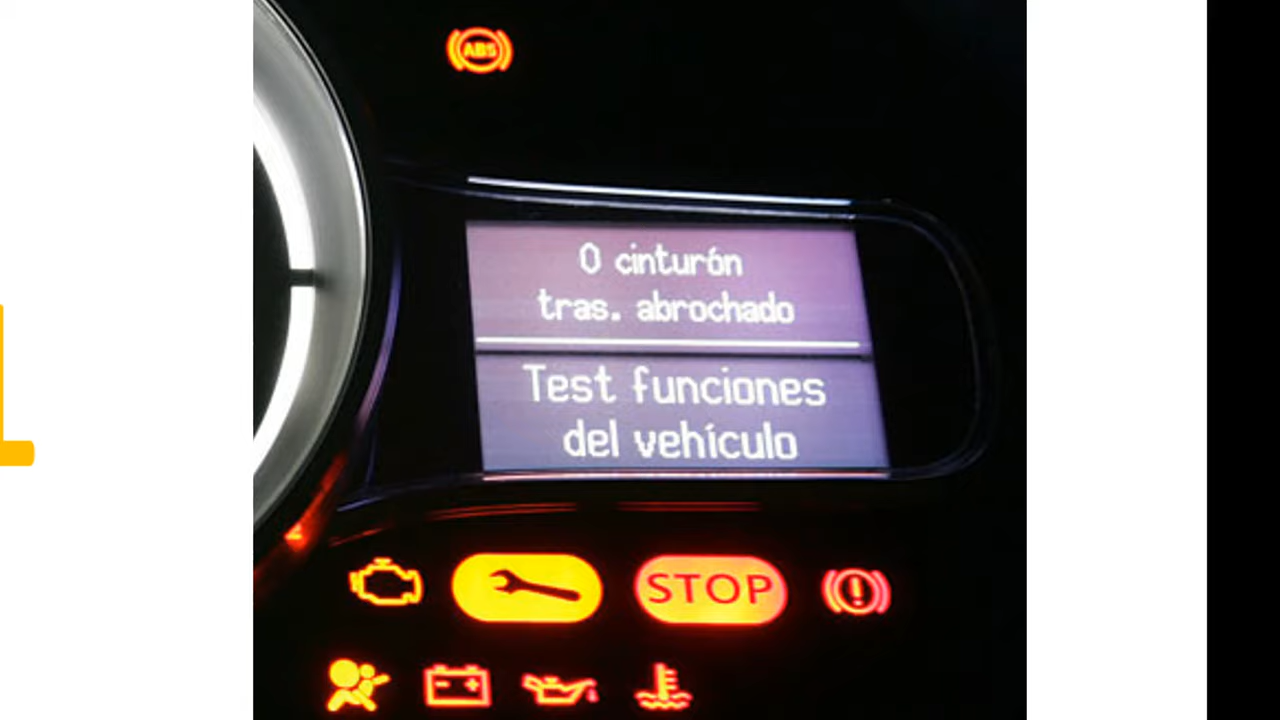 ABS
0 cinturón
tras. abrochado
Test funciones
del vehículo
STOP